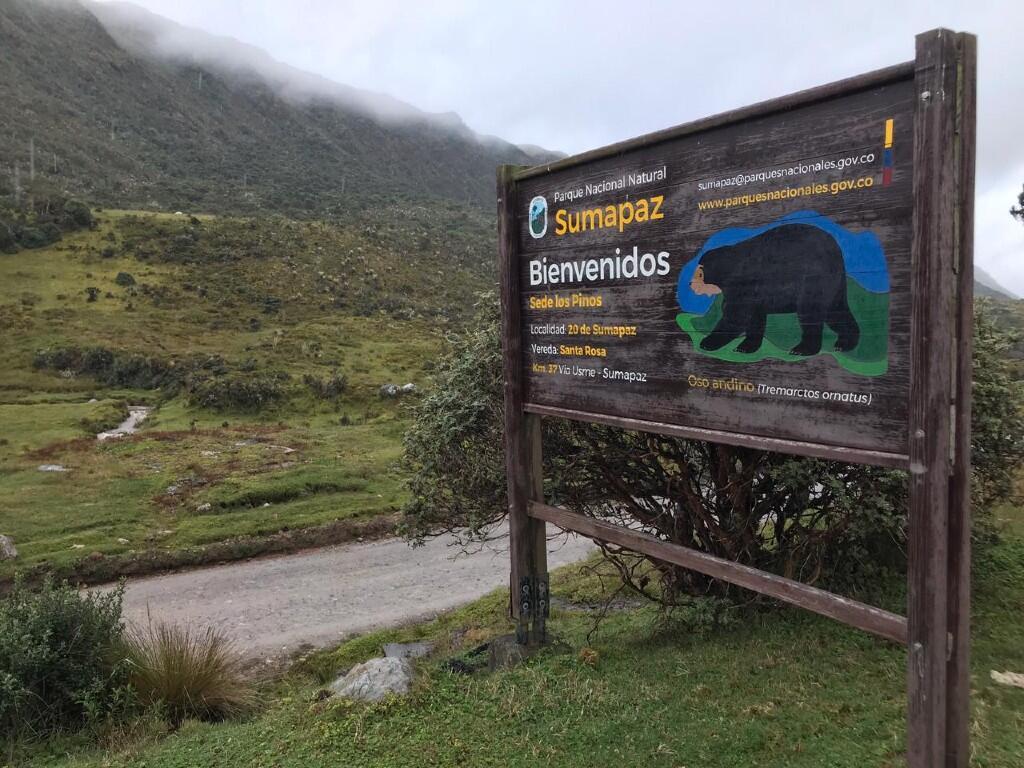 Parque Nacional Natural
Sumapaz
sumapaz@parquesnacionales.gov.co
www.parquesnacionales.gov.co
Bienvenidos
Sede los Pinos
Localidad: 20 de Sumapaz
Vereda: Santa Rosa
Km. 37 Vía Usme - Sumapaz
Oso andino (Tremarctos ornatus)